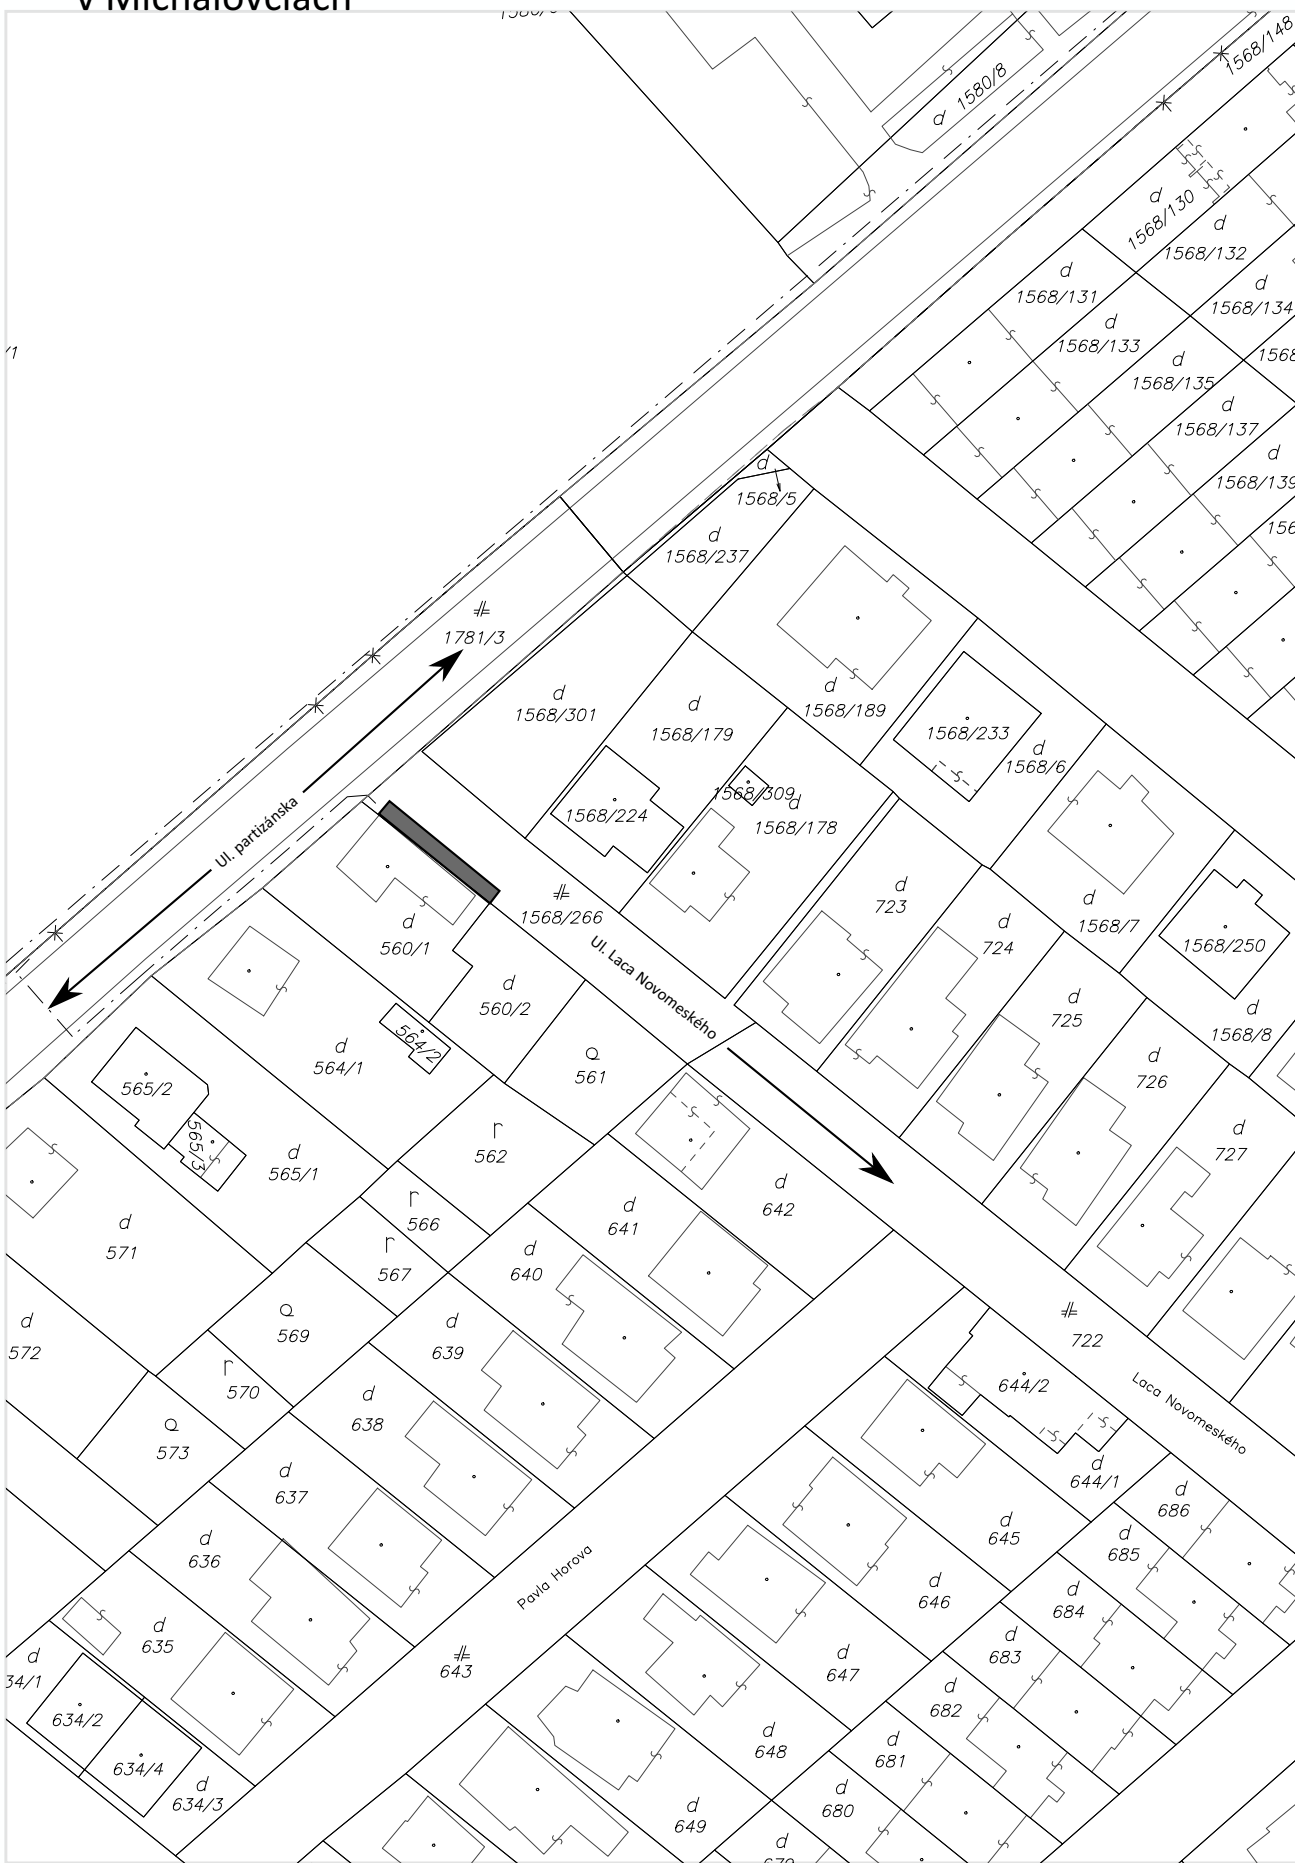 v Michalovciach
1568/148
d 1580/8
d
1568/130
d
1568/132
d
1568/131
d
1568/134
d
1568/133
/1
d
1568/135
d
1568/137
d
1568/139
d
1568/5
d
1568/237
1781/3
d
1568/301
d
1568/179
d
1568/189
1568/233
d
1568/6
1568/309
d
1568/178
1568/224
Ul. partizánska
d
723
d
1568/7
1568/266
d
560/1
d
724
1568/250
Ul. Laca Novomeského
d
560/2
d
725
d
1568/8
564/2
d
564/1
561
d
726
565/2
565/3
r
562
d
727
d
565/1
d
642
r
566
d
641
d
571
r
567
d
640
569
722
d
572
d
639
r
570
644/2
Laca Novomeského
d
638
573
d
644/1
d
686
d
637
d
645
d
685
d
636
Pavla Horova
d
646
d
684
d
635
643
d
647
d
683
d
34/1
d
682
634/2
d
648
d
681
634/4
d
634/3
d
649
d
680
d